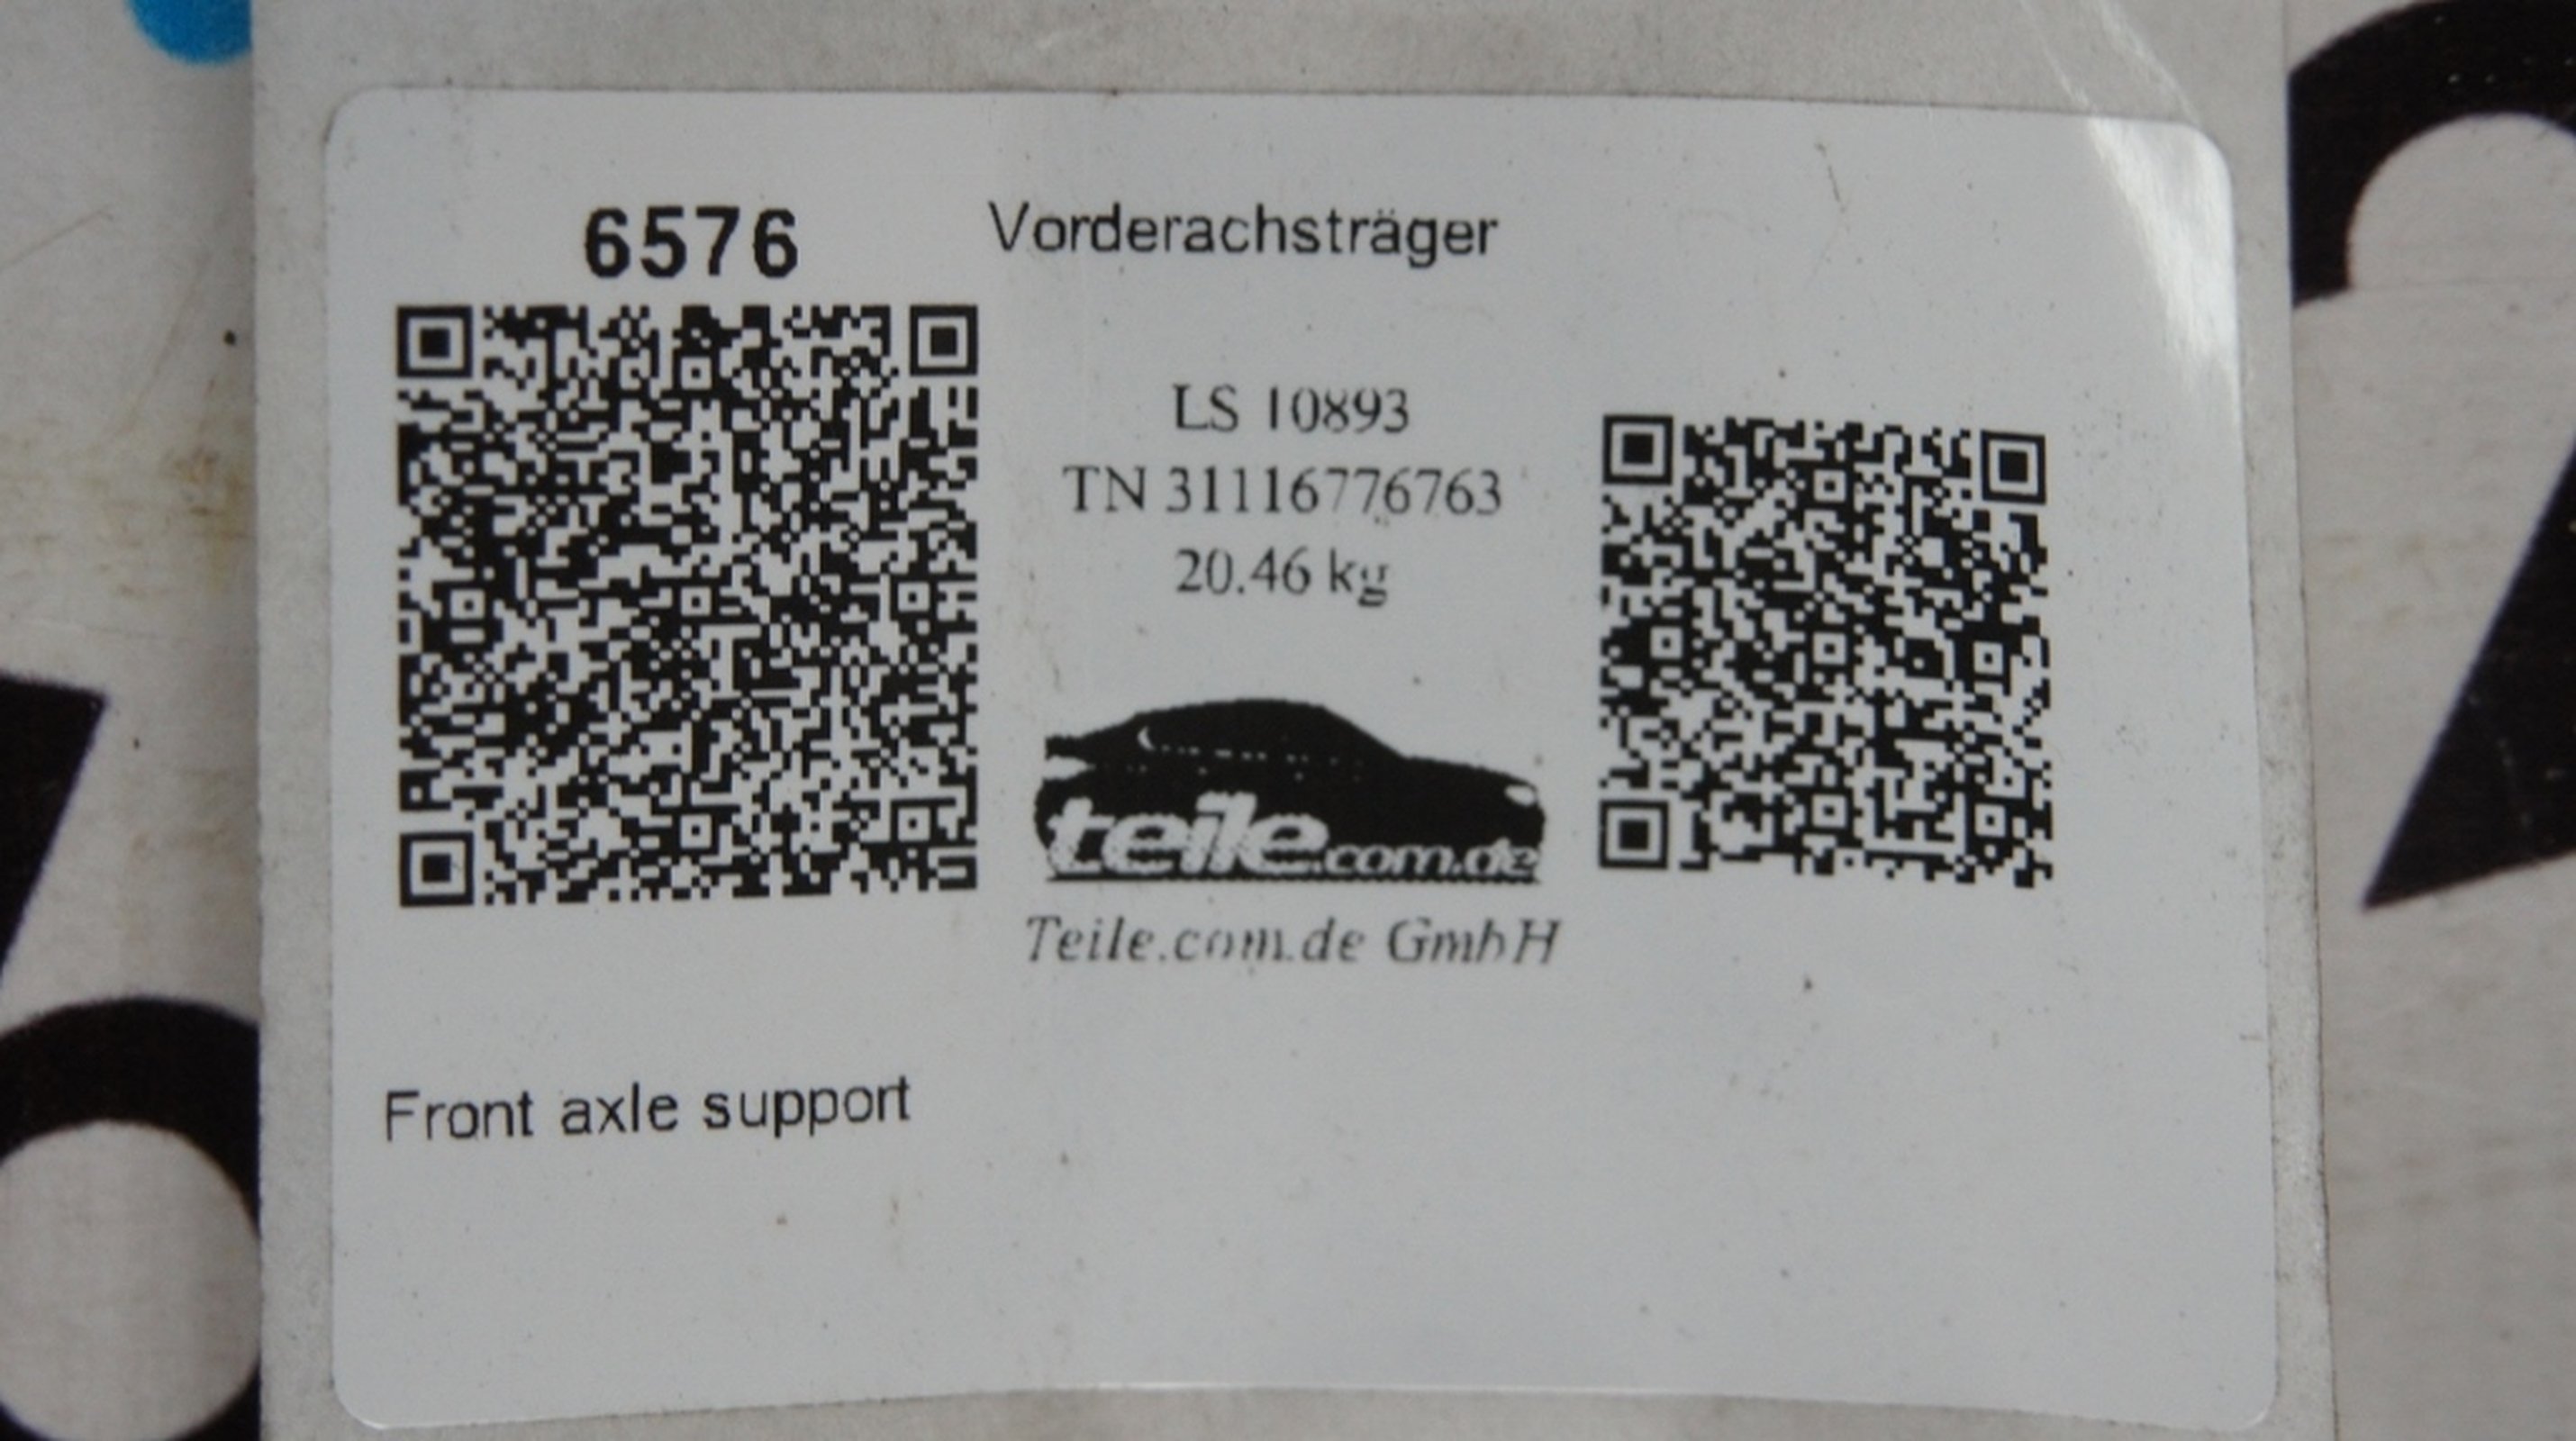 6576
Vorderachsträger
LS 10893
TN 31116776763
20.46 kg
teile.com.de
Teile.com.de GmbH
Front axle support